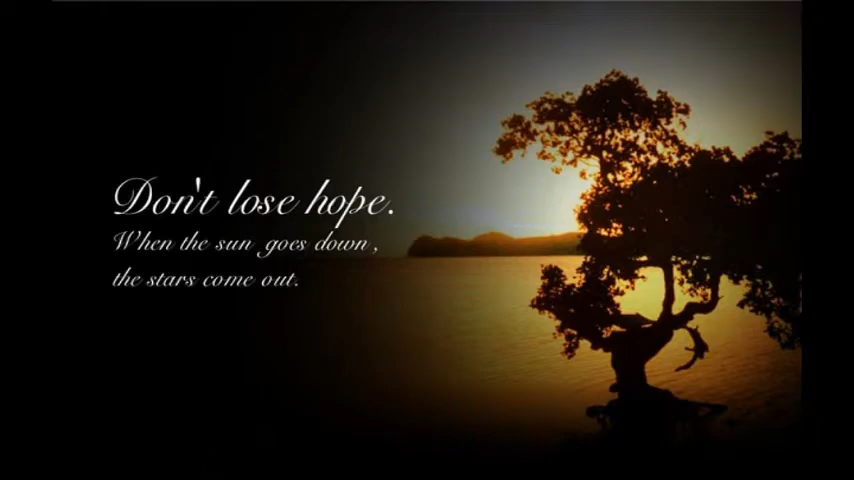 Don't lose hope.
When the sun goes down,
the stars come out.